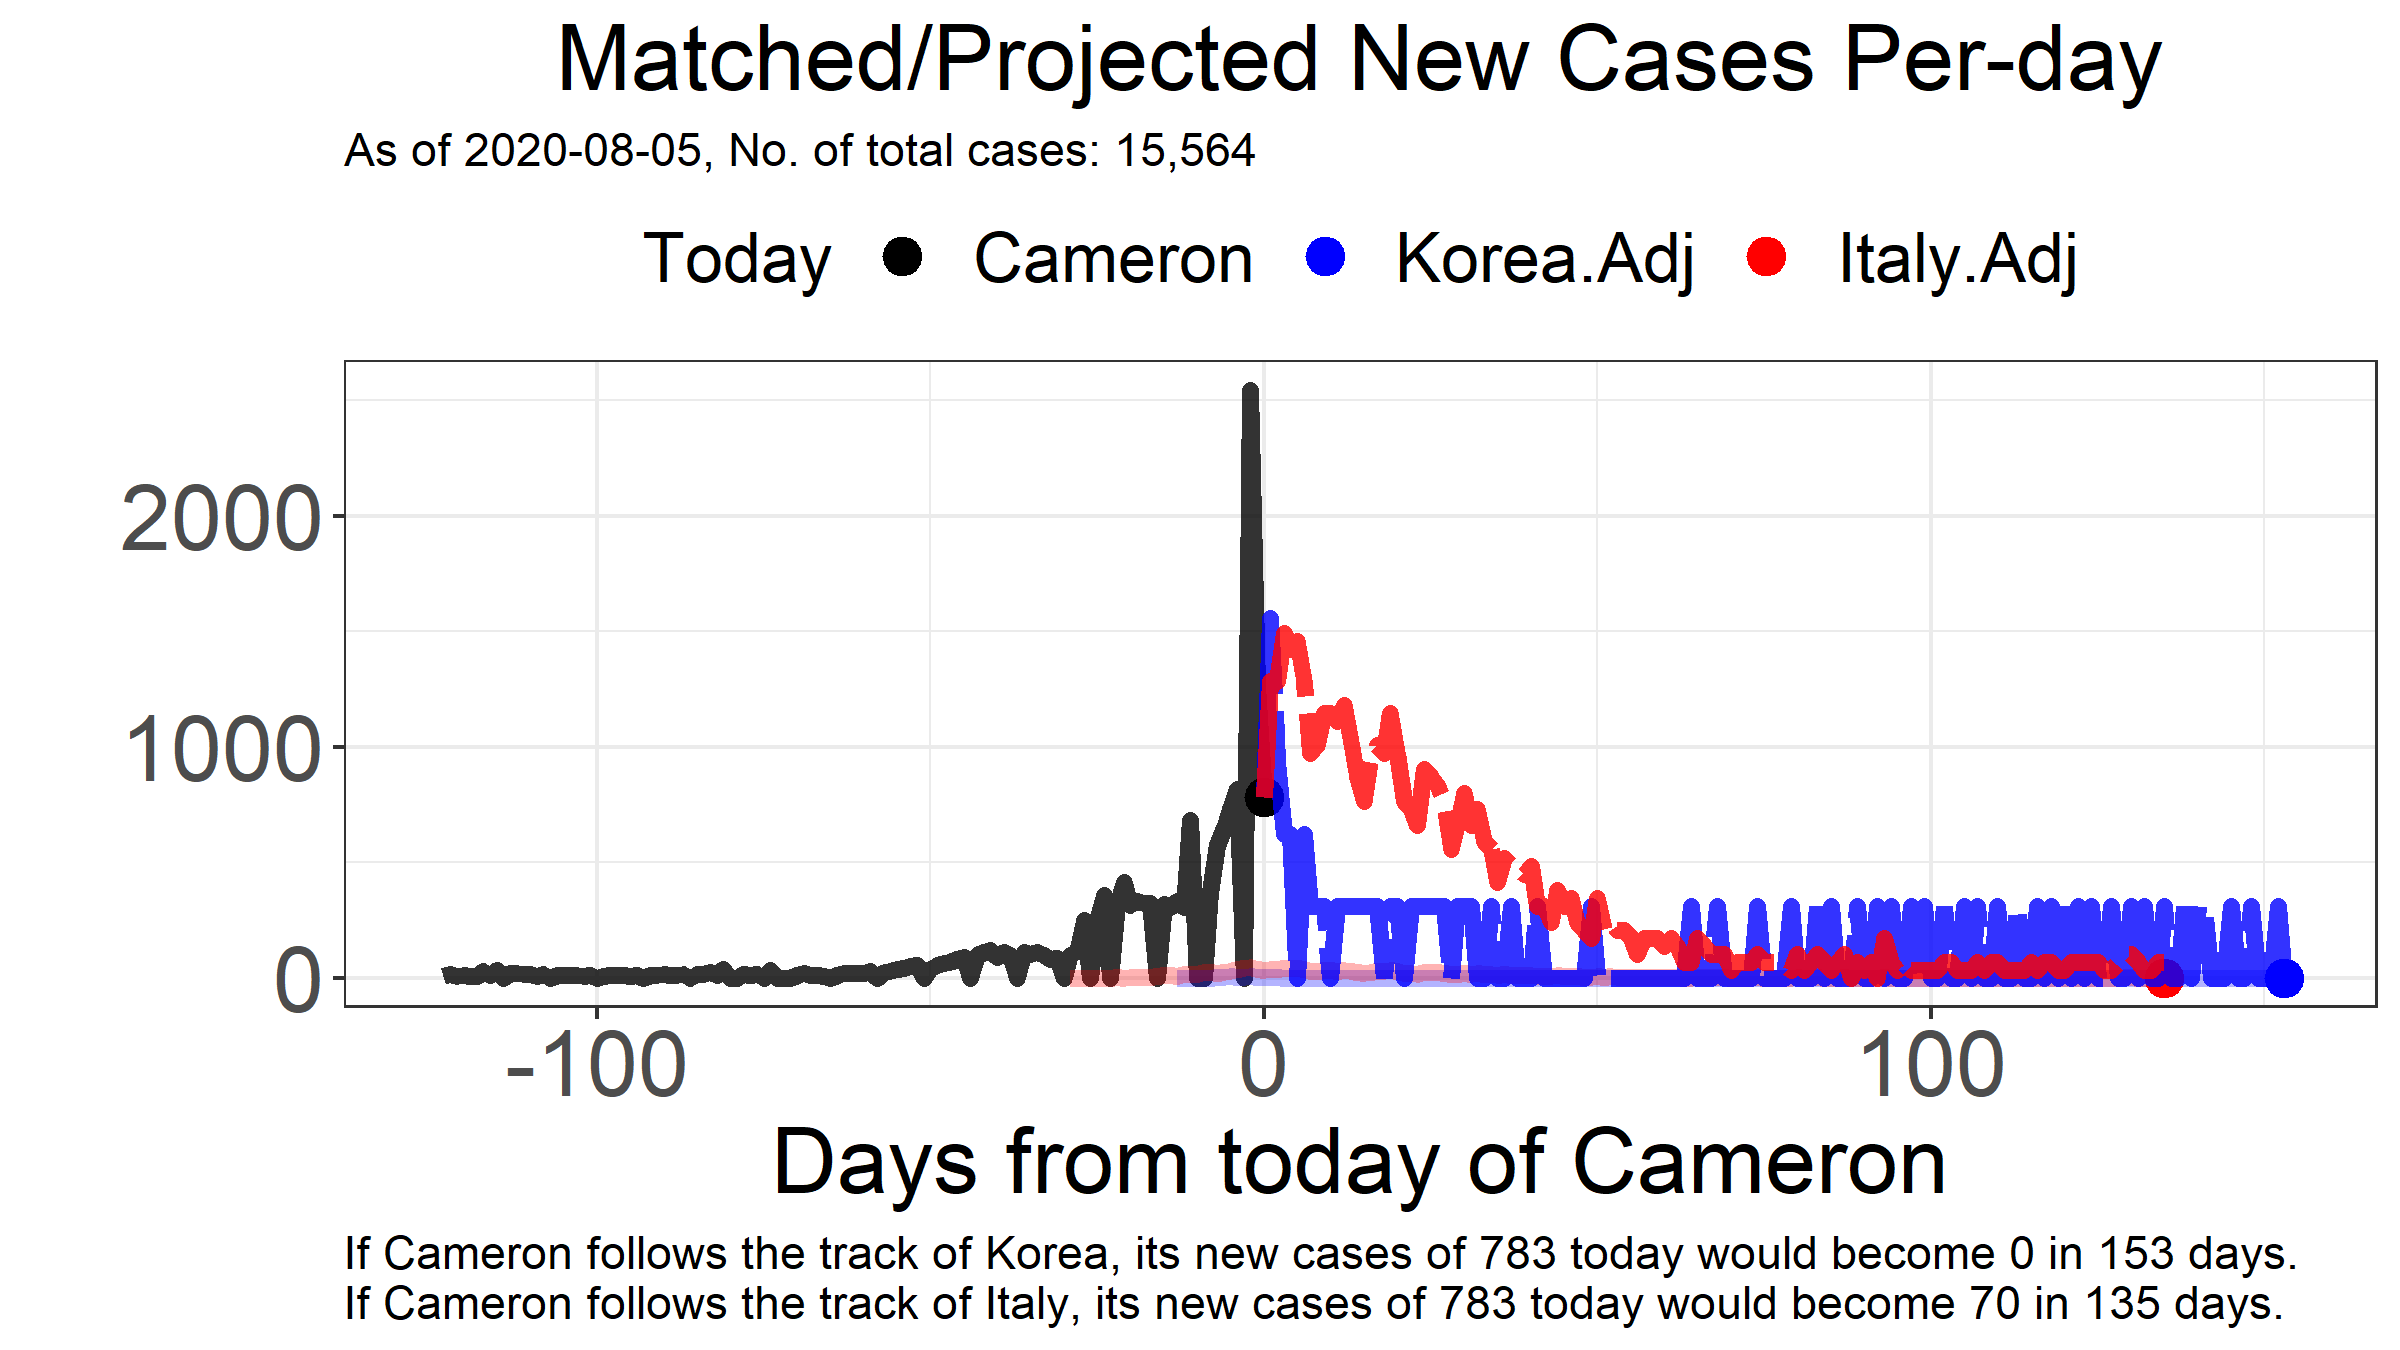 Matched/Projected New Cases Per-day
As of 2020-08-05, No. of total cases: 15,564
Today Cameron Korea.Adj Italy.Adj
2000
1000
0
-100 0 100
Days from today of Cameron
If Cameron follows the track of Korea, its new cases of 783 today would become 0 in 153 days.
If Cameron follows the track of Italy, its new cases of 783 today would become 70 in 135 days.